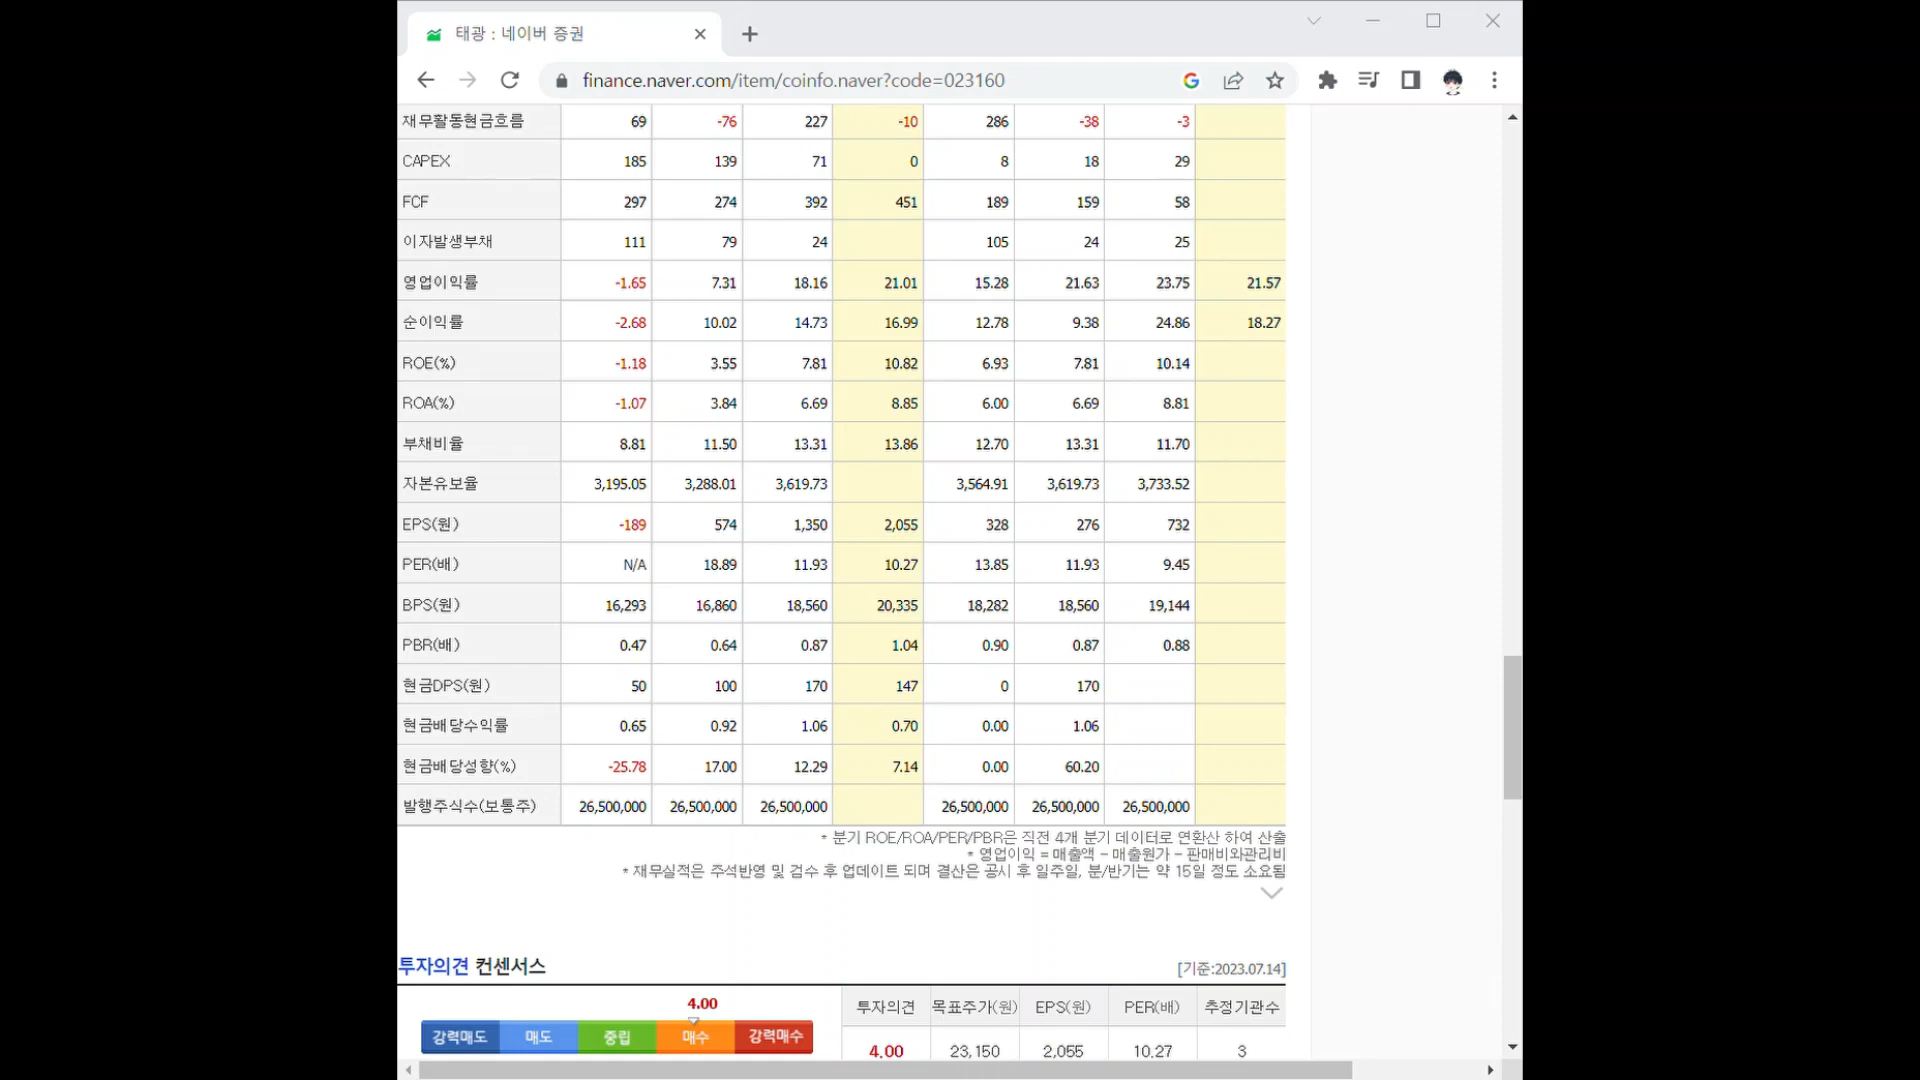 태광 : 네이버 증권
finance.naver.com/item/coinfo.naver?code=023160
재무활동현금흐름 69 -76 227 -10 286 -38 -3
CAPEX 185 139 71 0 8 18 29
FCF 297 274 392 451 189 159 58
이자발생부채 111 79 24 105 24 25
영업이익률 -1.65 7.31 18.16 21.01 15.28 21.63 23.75 21.57
순이익률 -2.68 10.02 14.73 16.99 12.78 9.38 24.86 18.27
ROE(%) -1.18 3.55 7.81 10.82 6.93 7.81 10.14
ROA(%) -1.07 3.84 6.69 8.85 6.00 6.69 8.81
부채비율 8.81 11.50 13.31 13.86 12.70 13.31 11.70
자본유보율 3,195.05 3,288.01 3,619.73 3,564.91 3,619.73 3,733.52
EPS(원) -189 574 1,350 2,055 328 276 732
PER(배) N/A 18.89 11.93 10.27 13.85 11.93 9.45
BPS(원) 16,293 16,860 18,560 20,335 18,282 18,560 19,144
PBR(배) 0.47 0.64 0.87 1.04 0.90 0.87 0.88
현금DPS(원) 50 100 170 147 0 170
현금배당수익률 0.65 0.92 1.06 0.70 0.00 1.06
현금배당성향(%) -25.78 17.00 12.29 7.14 0.00 60.20
발행주식수(보통주) 26,500,000 26,500,000 26,500,000 26,500,000 26,500,000 26,500,000
* 분기 ROE/ROA/PER/PBR은 직전 4개 분기 데이터로 연환산 하여 산출
* 영업이익 = 매출액 - 매출원가 - 판매비와관리비
* 재무실적은 주석반영 및 검수 후 업데이트 되며 결산은 공시 후 일주일, 분/반기는 약 15일 정도 소요됨
투자의견 컨센서스 [기준:2023.07.14]
4.00
강력매도 매도 중립 매수 강력매수
투자의견 목표주가(원) EPS(원) PER(배) 추정기관수
4.00 23,150 2,055 10.27 3